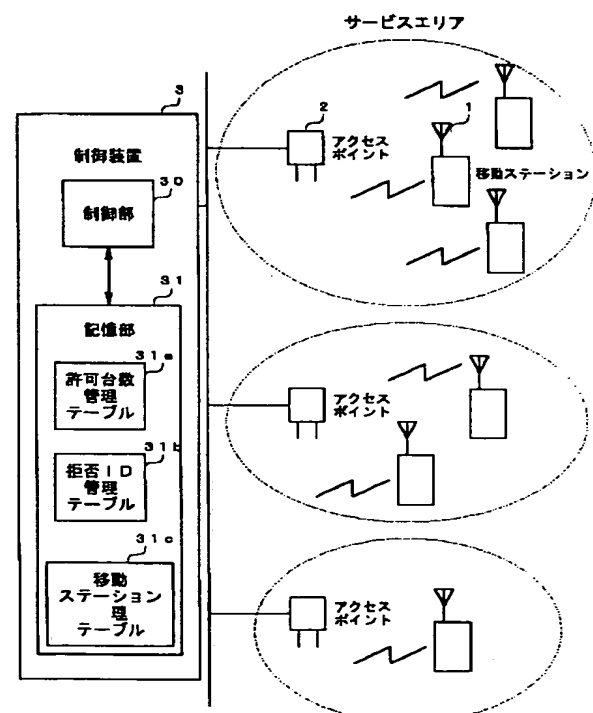 サービスエリア
3
制御装置
30
制御部
31
記憶部
31a
許可台数
管理
テーブル
31b
拒否ID
管理
テーブル
31c
移動
ステーション理
テーブル
2
アクセス
ポイント
1
移動ステーション
アクセス
ポイント
アクセス
ポイント